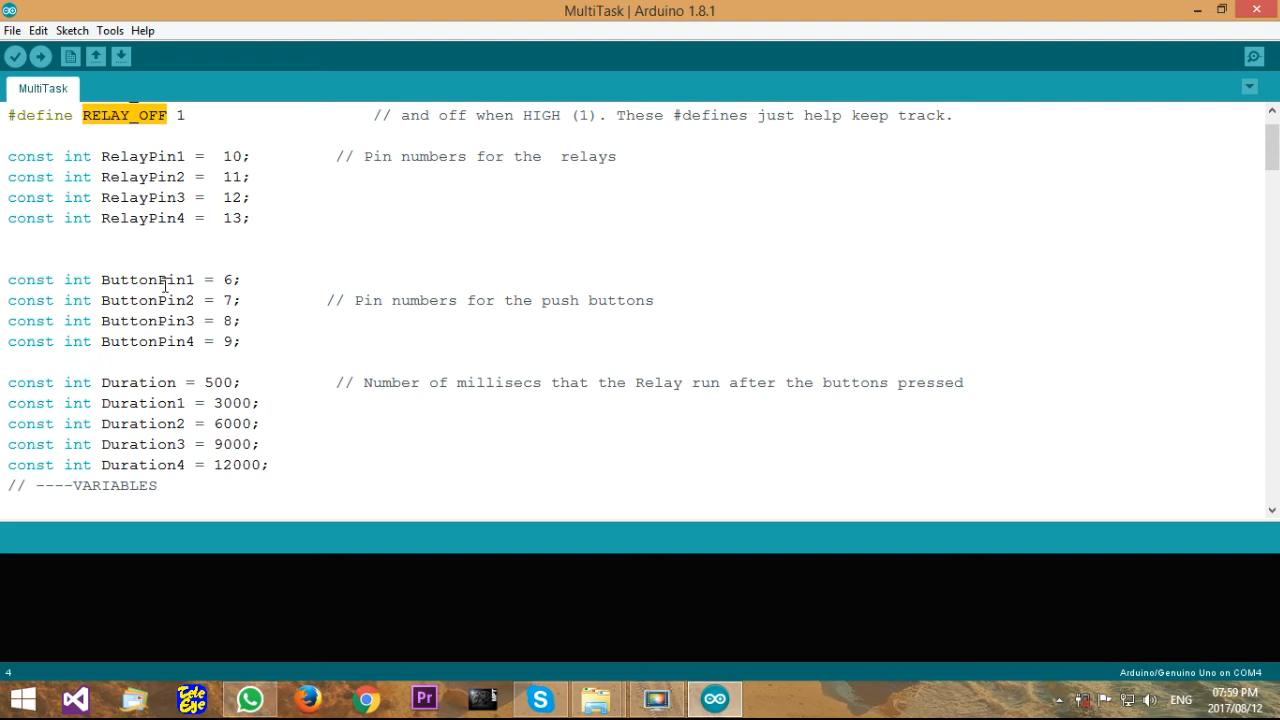 MultiTask | Arduino 1.8.1
File Edit Sketch Tools Help
MultiTask
#define RELAY_OFF 1 // and off when HIGH (1). These #defines just help keep track.
const int RelayPin1 = 10; // Pin numbers for the relays
const int RelayPin2 = 11;
const int RelayPin3 = 12;
const int RelayPin4 = 13;
const int ButtonPin1 = 6;
const int ButtonPin2 = 7; // Pin numbers for the push buttons
const int ButtonPin3 = 8;
const int ButtonPin4 = 9;
const int Duration = 500; // Number of millisecs that the Relay run after the buttons pressed
const int Duration1 = 3000;
const int Duration2 = 6000;
const int Duration3 = 9000;
const int Duration4 = 12000;
// ----VARIABLES
4 Arduino/Genuino Uno on COM4
Tele Eye Pr S ENG 07:59 PM
2017/08/12